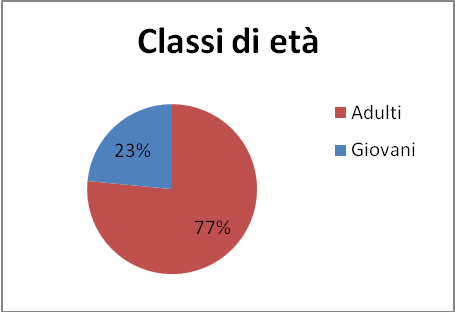 Classi di età
Adulti
23%
Giovani
77%